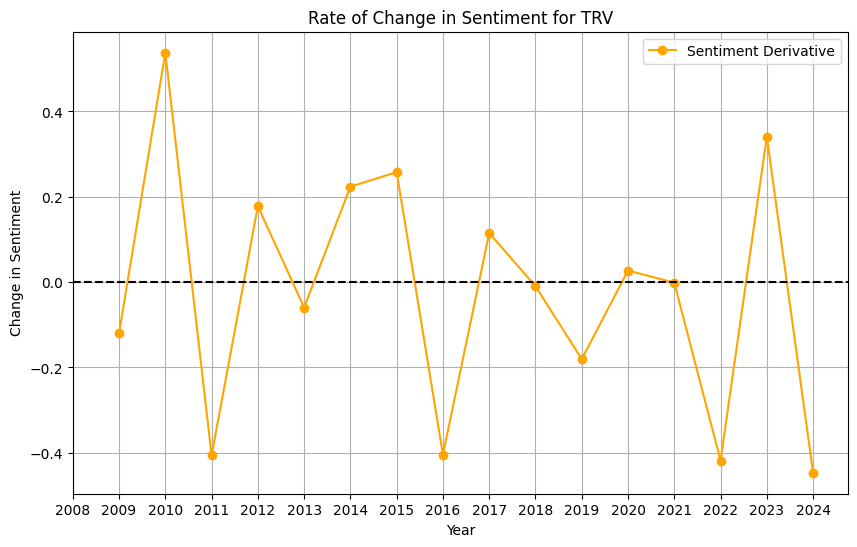 Rate of Change in Sentiment for TRV
Sentiment Derivative
Change in Sentiment
0.4
0.2
0.0
−0.2
−0.4
2008 2009 2010 2011 2012 2013 2014 2015 2016 2017 2018 2019 2020 2021 2022 2023 2024
Year